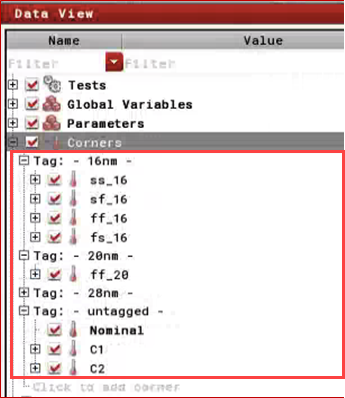 Data View
Name Value
Filter Filter
Tests
Global Variables
Parameters
Corners
Tag: - 16nm -
ss_16
sf_16
ff_16
fs_16
Tag: - 20nm -
ff_20
Tag: - 28nm -
Tag: - untagged -
Nominal
C1
C2
Click to add corner